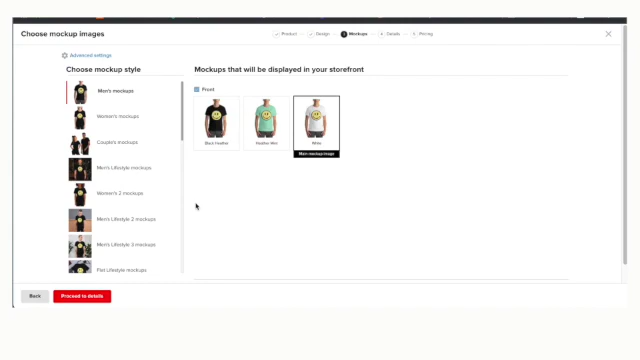 Choose mockup images
Product
Design
3 Mockups
4 Details
5 Pricing
Advanced settings
Choose mockup style
Men's mockups
Women's mockups
Couple's mockups
Men's Lifestyle mockups
Women's 2 mockups
Men's Lifestyle 2 mockups
Men's Lifestyle 3 mockups
Flat Lifestyle mockups
Mockups that will be displayed in your storefront
Front
Black Heather
Heather Mint
White
Main mockup image
Back
Proceed to details